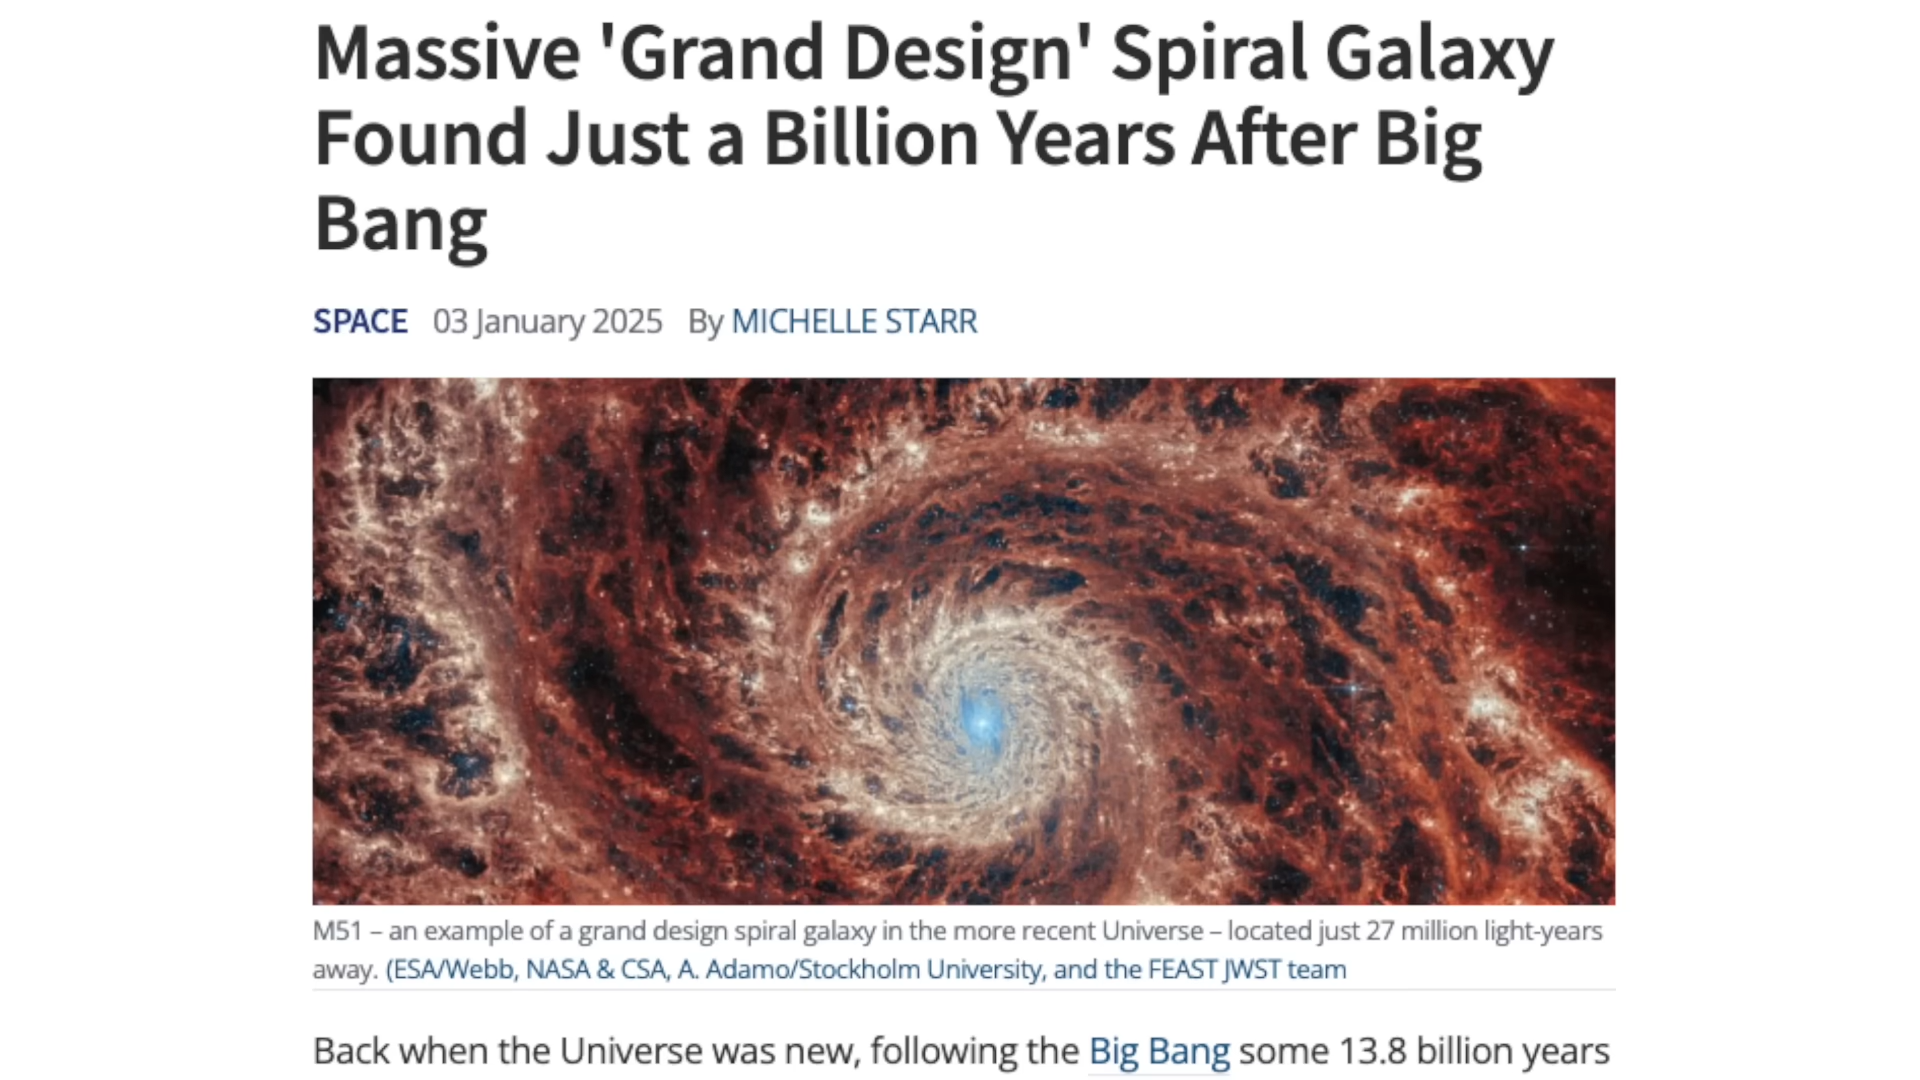 Massive 'Grand Design' Spiral Galaxy
Found Just a Billion Years After Big
Bang
SPACE 03 January 2025 By MICHELLE STARR
M51 – an example of a grand design spiral galaxy in the more recent Universe – located just 27 million light-years
away. (ESA/Webb, NASA & CSA, A. Adamo/Stockholm University, and the FEAST JWST team
Back when the Universe was new, following the Big Bang some 13.8 billion years